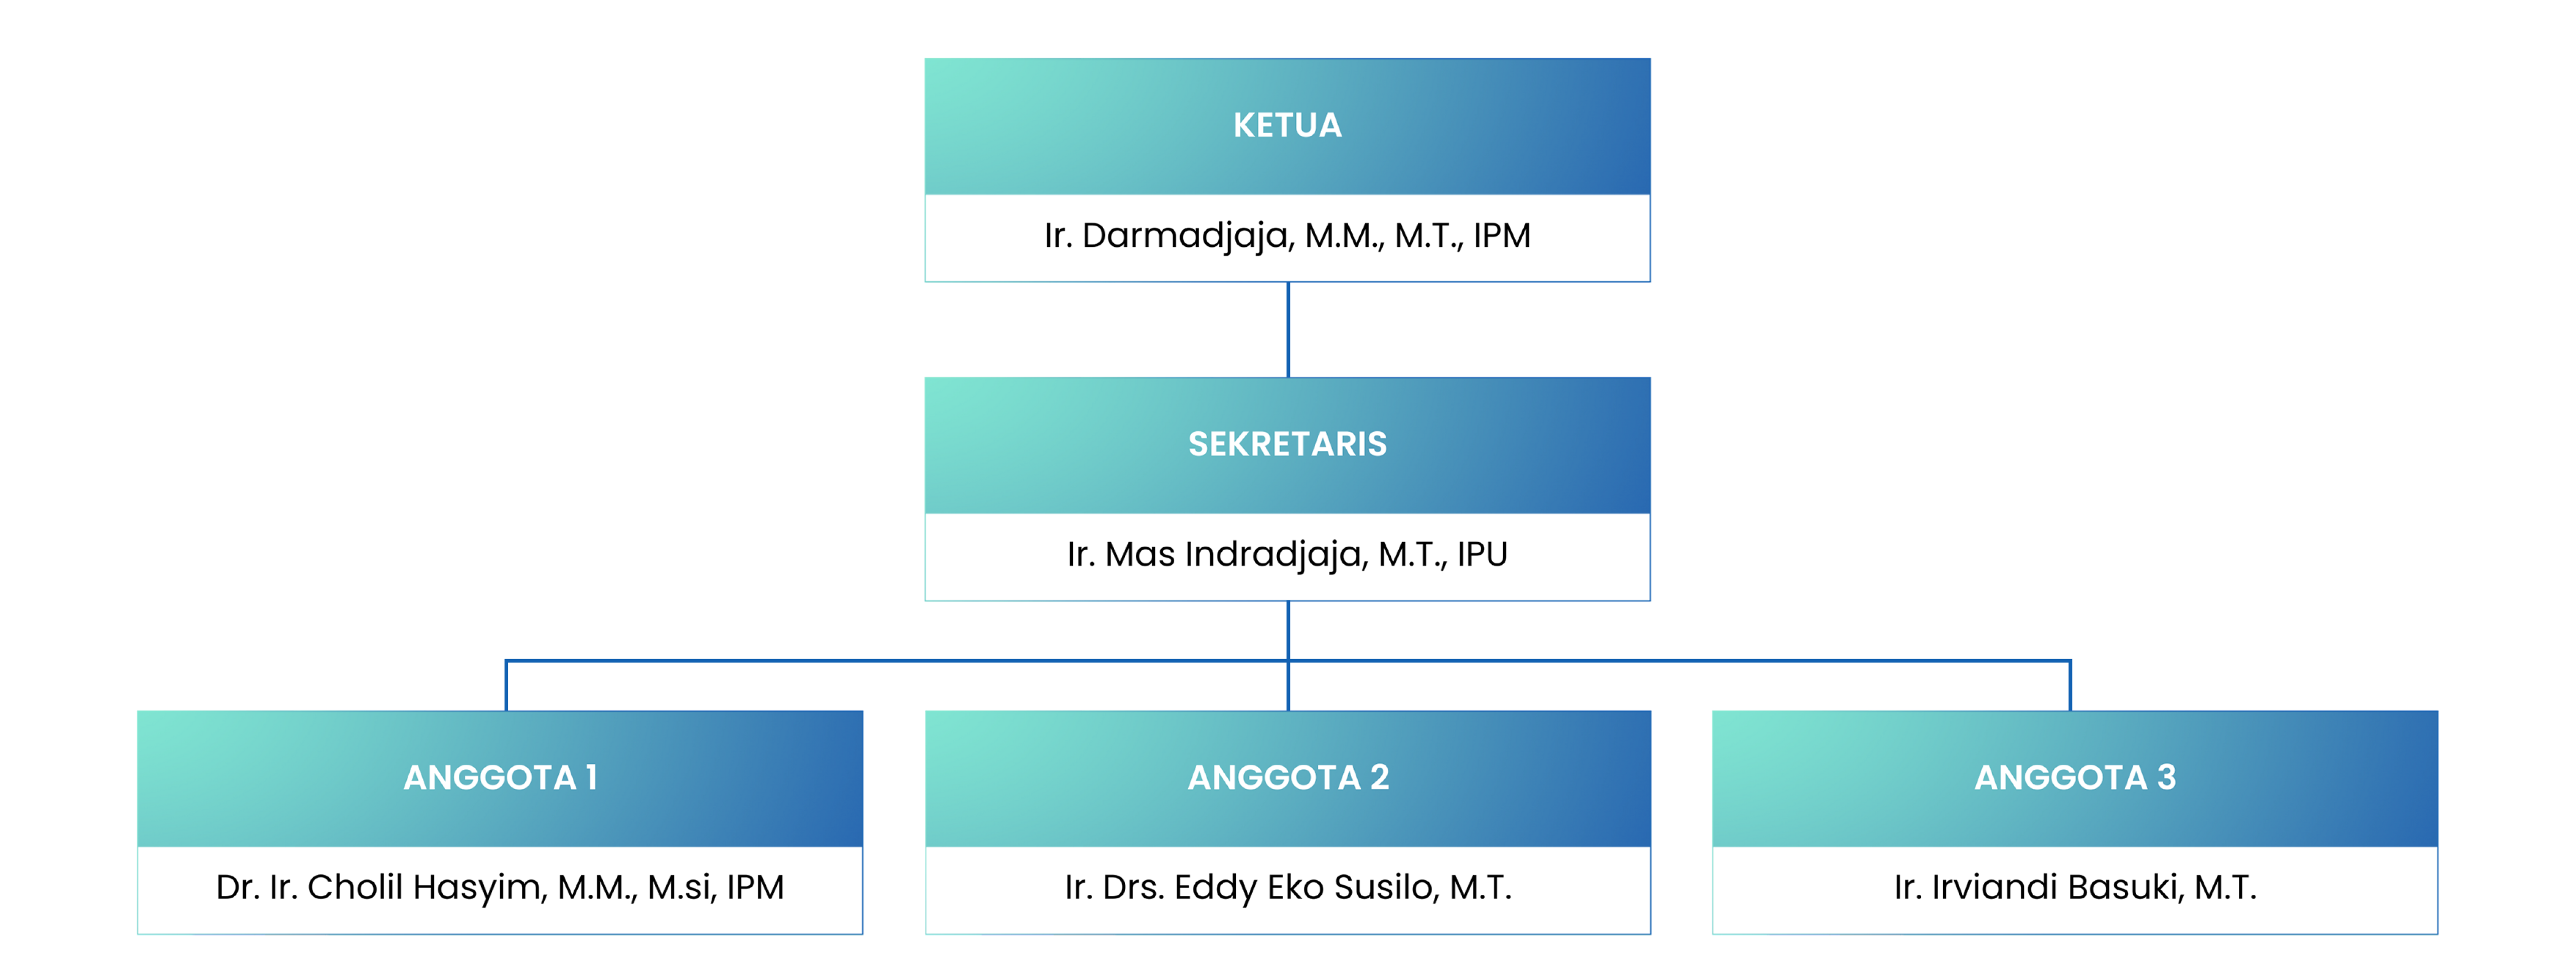 KETUA
Ir. Darmadjaja, M.M., M.T., IPM
SEKRETARIS
Ir. Mas Indradjaja, M.T., IPU
ANGGOTA 1
Dr. Ir. Cholil Hasyim, M.M., M.si, IPM
ANGGOTA 2
Ir. Drs. Eddy Eko Susilo, M.T.
ANGGOTA 3
Ir. Irviandi Basuki, M.T.